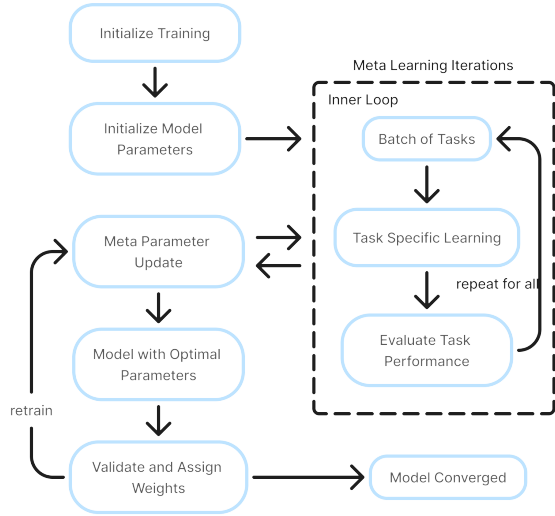 Initialize Training
Meta Learning Iterations
Inner Loop
Initialize Model
Parameters
Batch of Tasks
Meta Parameter
Update
Task Specific Learning
repeat for all
Evaluate Task
Performance
Model with Optimal
Parameters
retrain
Validate and Assign
Weights
Model Converged